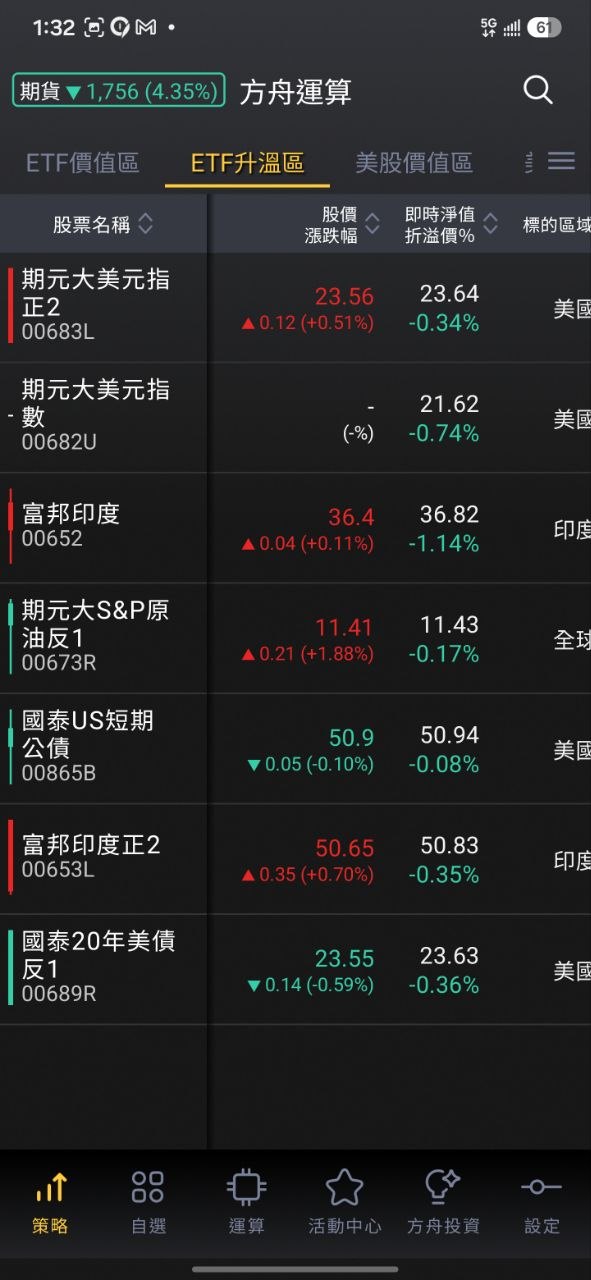 1:32
5G
61
期貨▼1,756 (4.35%) 方舟運算
ETF價值區 ETF升溫區 美股價值區
股票名稱 股價 漲跌幅 即時淨值 折溢價% 標的區域
期元大美元指
正2
00683L
23.56
▲0.12 (+0.51%)
23.64
-0.34%
美國
期元大美元指
數
00682U
-
-
(-%)
21.62
-0.74%
美國
富邦印度
00652
36.4
▲0.04 (+0.11%)
36.82
-1.14%
印度
期元大S&P原
油反1
00673R
11.41
▲0.21 (+1.88%)
11.43
-0.17%
全球
國泰US短期
公債
00865B
50.9
▼0.05 (-0.10%)
50.94
-0.08%
美國
富邦印度正2
00653L
50.65
▲0.35 (+0.70%)
50.83
-0.35%
印度
國泰20年美債
反1
00689R
23.55
▼0.14 (-0.59%)
23.63
-0.36%
美國
策略 自選 運算 活動中心 方舟投資 設定